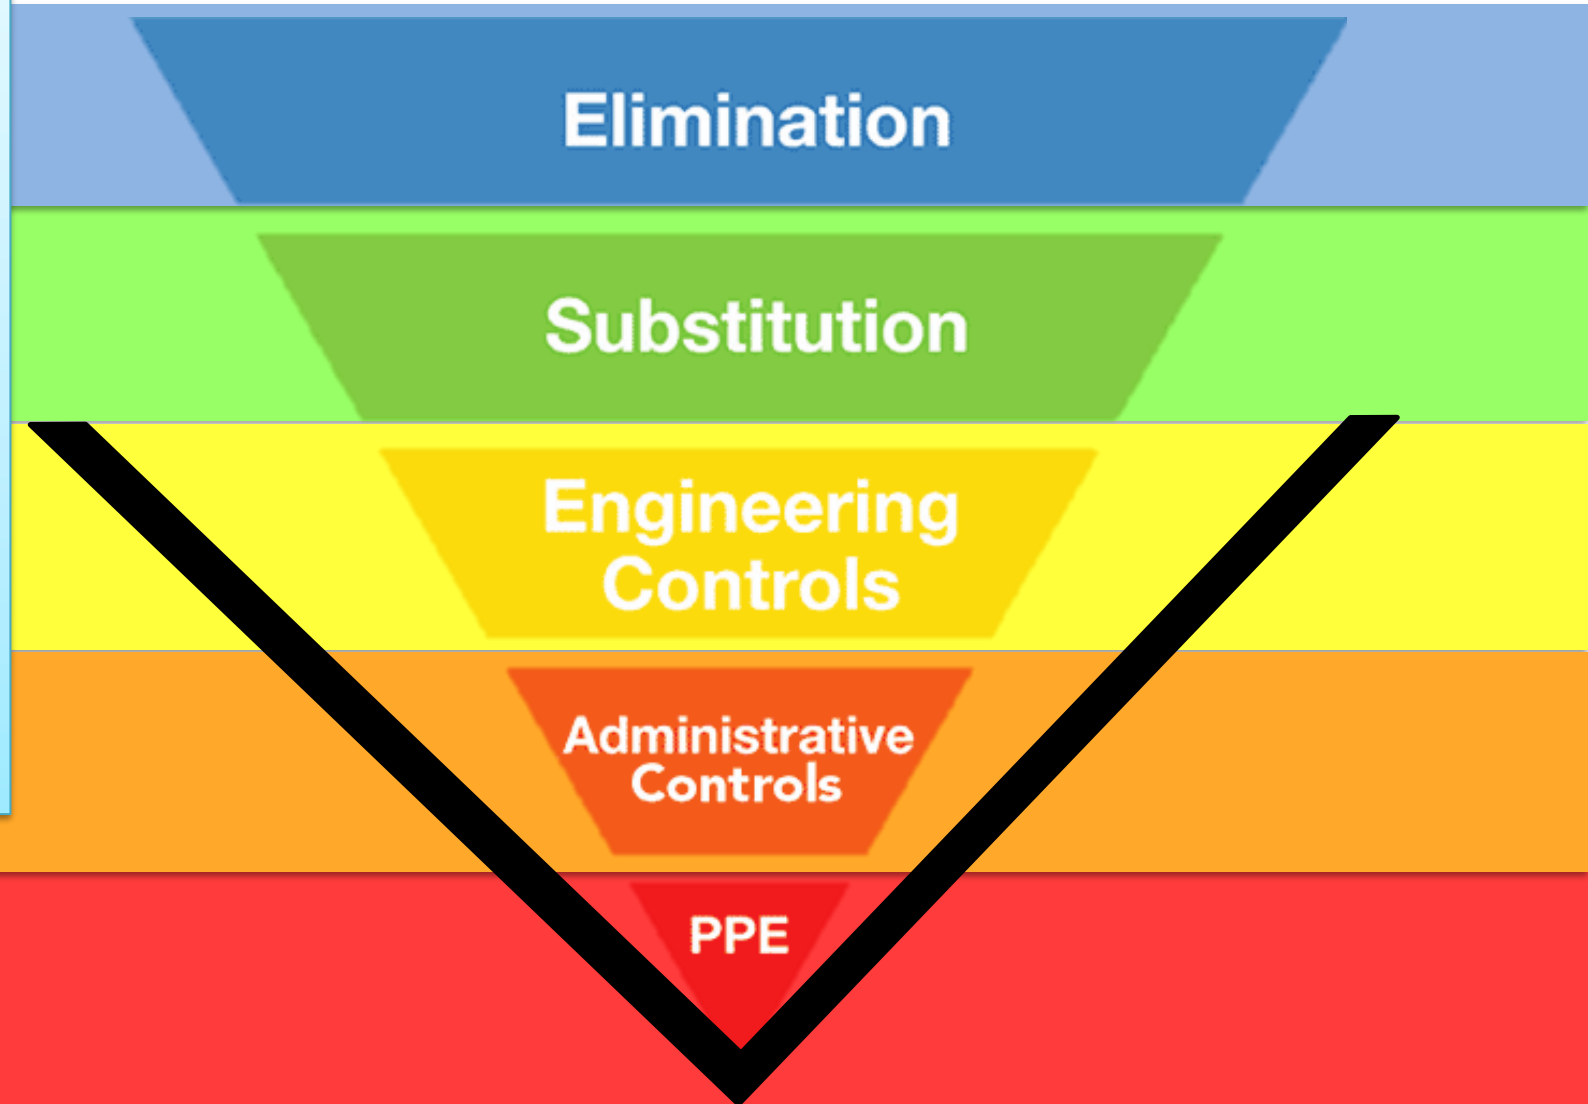 Elimination
Substitution
Engineering
Controls
Administrative
Controls
PPE